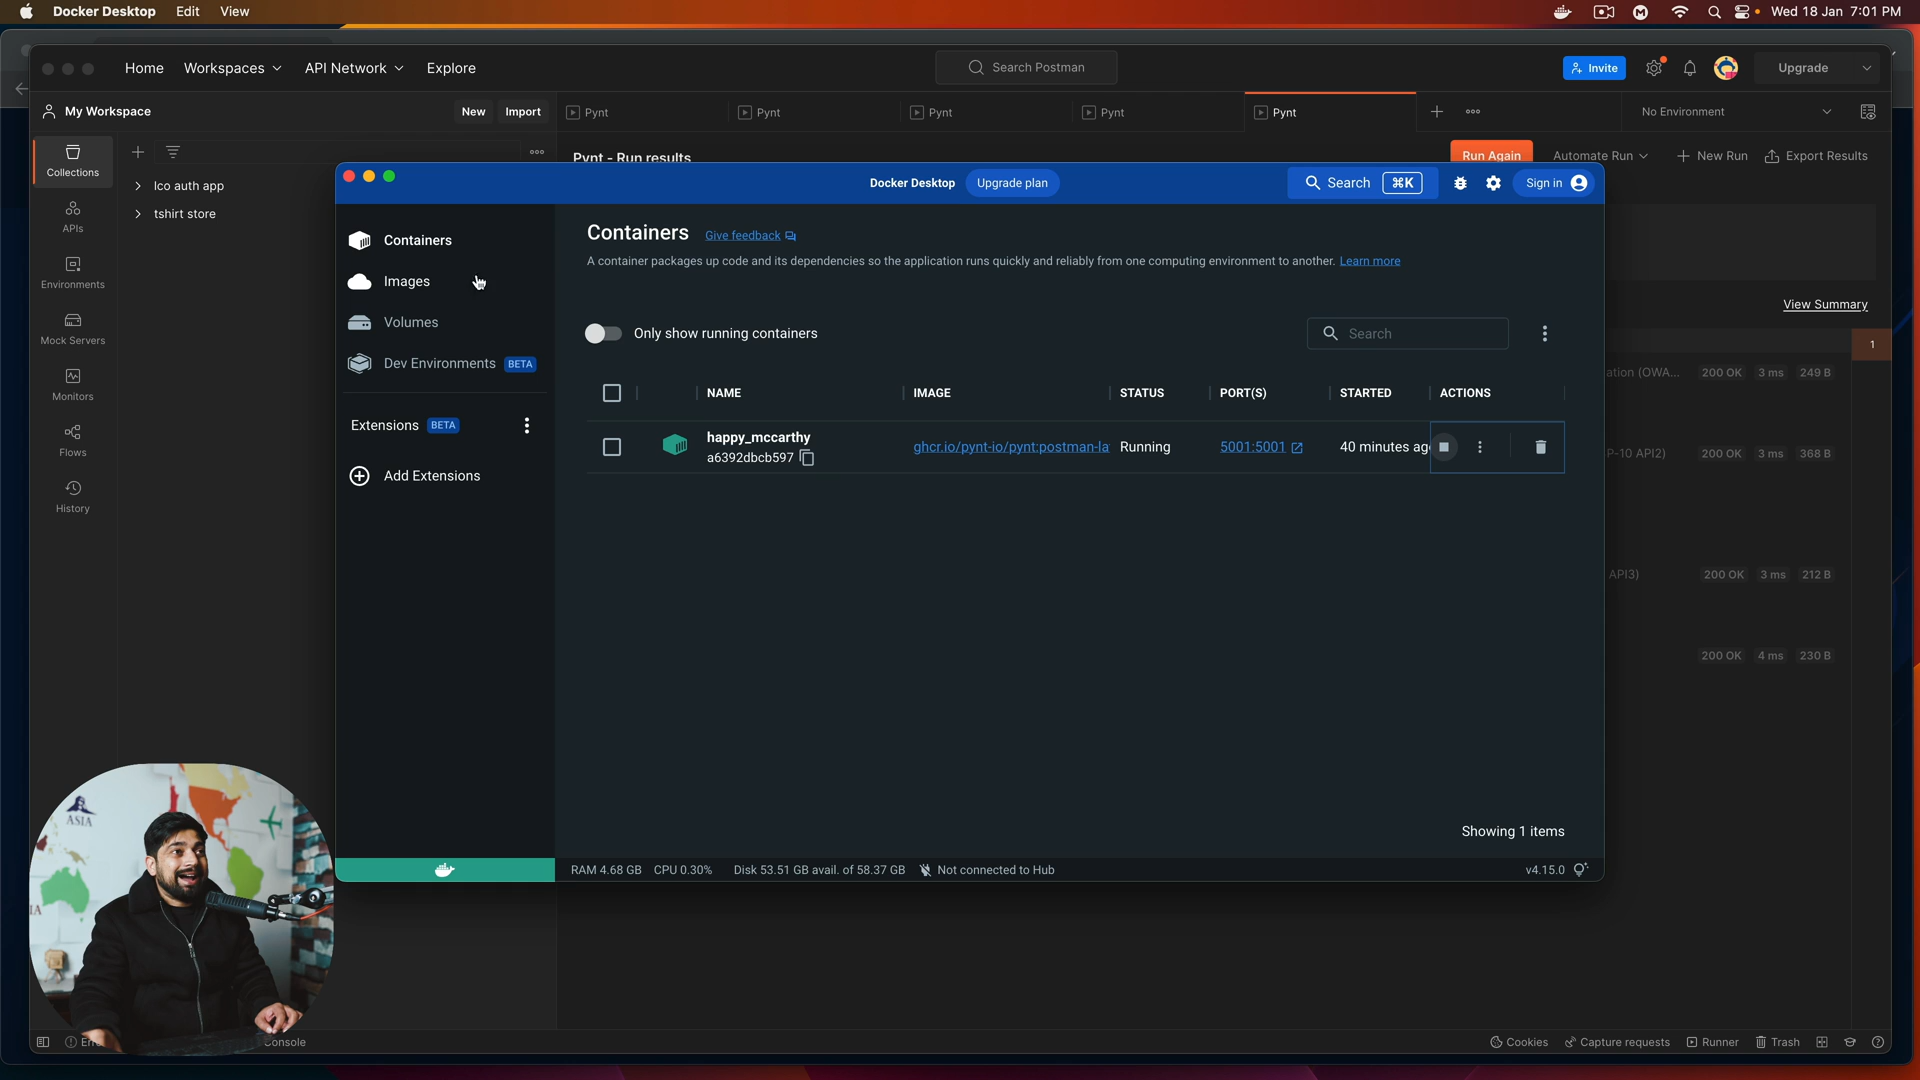 Docker Desktop Edit View Wed 18 Jan 7:01 PM
Home Workspaces API Network Explore Search Postman Invite Upgrade
My Workspace New Import Pynt Pynt Pynt Pynt Pynt No Environment
Pynt - Run results Run Again Automate Run New Run Export Results
Collections
APIs
Environments
Mock Servers
Monitors
Flows
History
Ico auth app
tshirt store
Docker Desktop Upgrade plan Search ⌘K Sign in
Containers
Images
Volumes
Dev Environments BETA
Extensions BETA
Add Extensions
Containers Give feedback
A container packages up code and its dependencies so the application runs quickly and reliably from one computing environment to another. Learn more
Only show running containers Search
NAME IMAGE STATUS PORT(S) STARTED ACTIONS
happy_mccarthy
a6392dbcb597
ghcr.io/pynt-io/pynt:postman-la Running 5001:5001 40 minutes ag
Showing 1 items
RAM 4.68 GB CPU 0.30% Disk 53.51 GB avail. of 58.37 GB Not connected to Hub v4.15.0
View Summary
1
ation (OWA... 200 OK 3 ms 249 B
P-10 API2) 200 OK 3 ms 368 B
API3) 200 OK 3 ms 212 B
200 OK 4 ms 230 B
ASIA
Console Cookies Capture requests Runner Trash